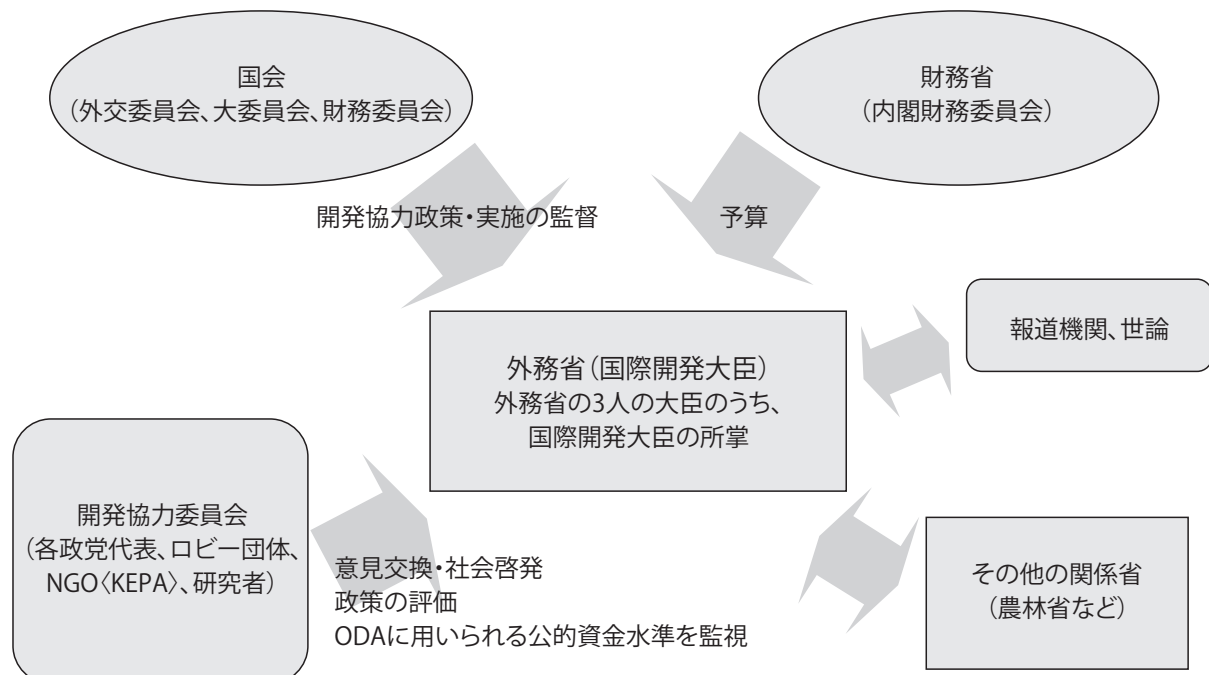 国会
(外交委員会、大委員会、財務委員会)
財務省
(内閣財務委員会)
開発協力政策・実施の監督
予算
報道機関、世論
外務省(国際開発大臣)
外務省の3人の大臣のうち、
国際開発大臣の所掌
開発協力委員会
(各政党代表、ロビー団体、
NGO〈KEPA〉、研究者)
意見交換・社会啓発
政策の評価
ODAに用いられる公的資金水準を監視
その他の関係省
(農林省など)